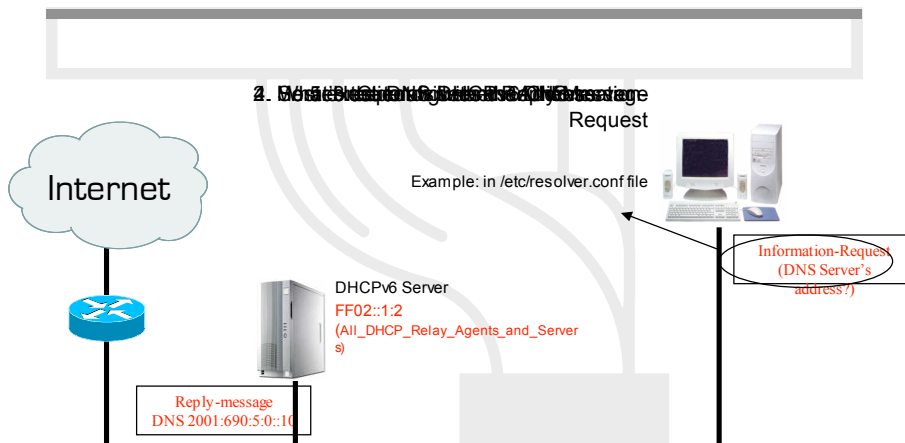 Request
Internet
Example: in /etc/resolver.conf file
Information-Request
(DNS Server's
address?)
DHCPv6 Server
FF02::1:2
(All_DHCP_Relay_Agents_and_Server
s)
Reply-message
DNS 2001:690:5:0::10